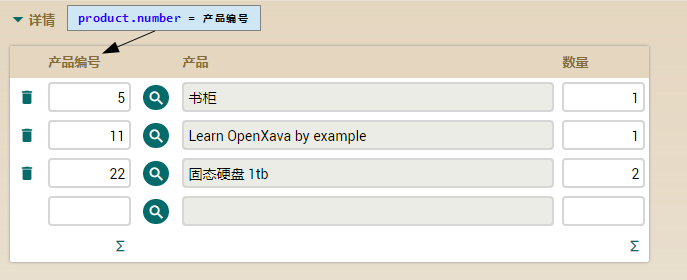 详情
product.number = 产品编号
产品编号 产品 数量
5 书柜 1
11 Learn OpenXava by example 1
22 固态硬盘 1tb 2
Σ Σ